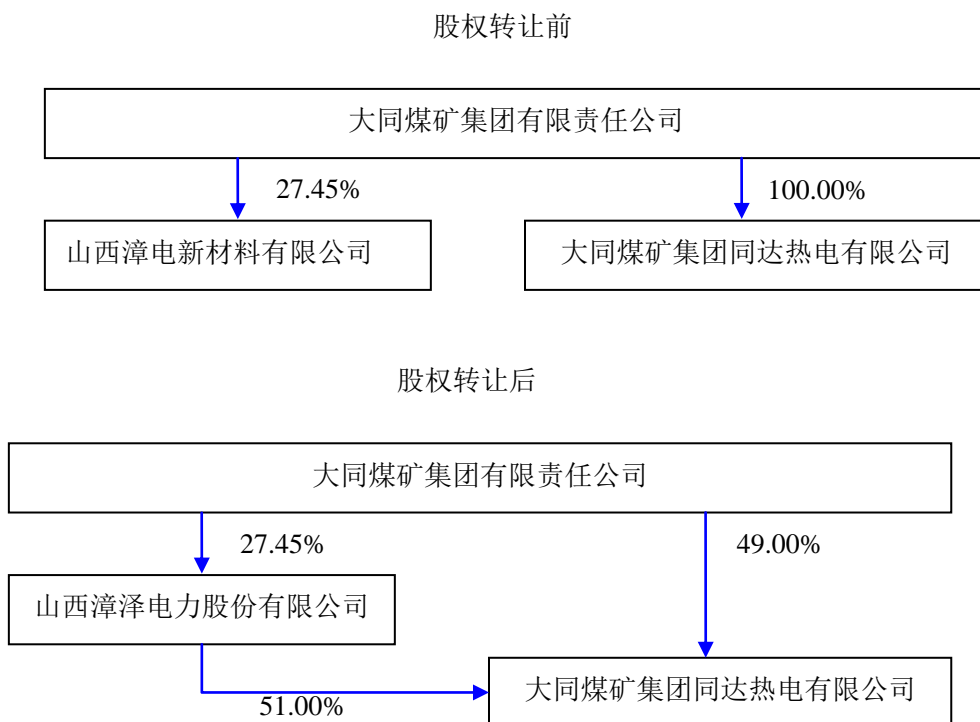 股权转让前
大同煤矿集团有限责任公司
27.45%
100.00%
山西漳电新材料有限公司
大同煤矿集团同达热电有限公司
股权转让后
大同煤矿集团有限责任公司
27.45%
49.00%
山西漳泽电力股份有限公司
大同煤矿集团同达热电有限公司
51.00%